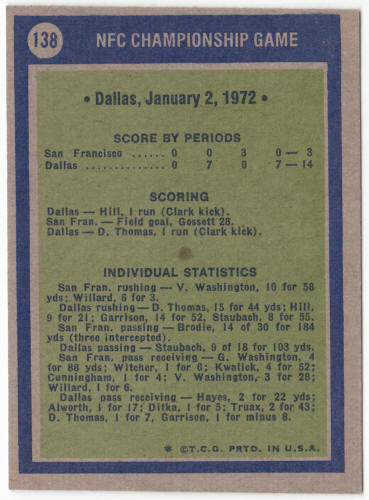 138
NFC CHAMPIONSHIP GAME
• Dallas, January 2, 1972 •
SCORE BY PERIODS
San Francisco ...... 0 0 3 0 — 3
Dallas .............. 0 7 0 7 — 14
SCORING
Dallas — Hill, 1 run (Clark kick).
San Fran. — Field goal, Gossett 28.
Dallas — D. Thomas, 1 run (Clark kick).
INDIVIDUAL STATISTICS
San Fran. rushing — V. Washington, 10 for 58
yds; Willard, 6 for 3.
Dallas rushing — D. Thomas, 15 for 44 yds; Hill,
9 for 21; Garrison, 14 for 52, Staubach, 8 for 55.
San Fran. passing — Brodie, 14 of 30 for 184
yds (three intercepted).
Dallas passing — Staubach, 9 of 18 for 103 yds.
San Fran. pass receiving — G. Washington, 4
for 88 yds; Witcher, 1 for 6; Kwalick, 4 for 52;
Cunningham, 1 for 4; V. Washington, 3 for 28;
Willard, 1 for 6.
Dallas pass receiving — Hayes, 2 for 22 yds;
Alworth, 1 for 17; Ditka, 1 for 5; Truax, 2 for 43;
D. Thomas, 1 for 7, Garrison, 1 for minus 8.
* ©T.C.G. PRTD. IN U.S.A.